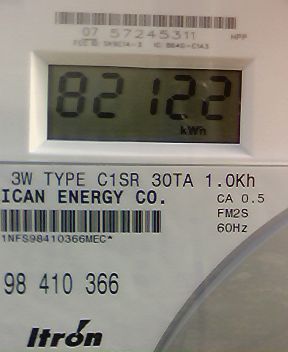 07 57245311
82122
kWh
3W TYPE C1SR 30TA 1.0Kh
ICAN ENERGY CO.
CA 0.5
FM2S
60Hz
1NFS98410366MEC*
98 410 366
Itrón